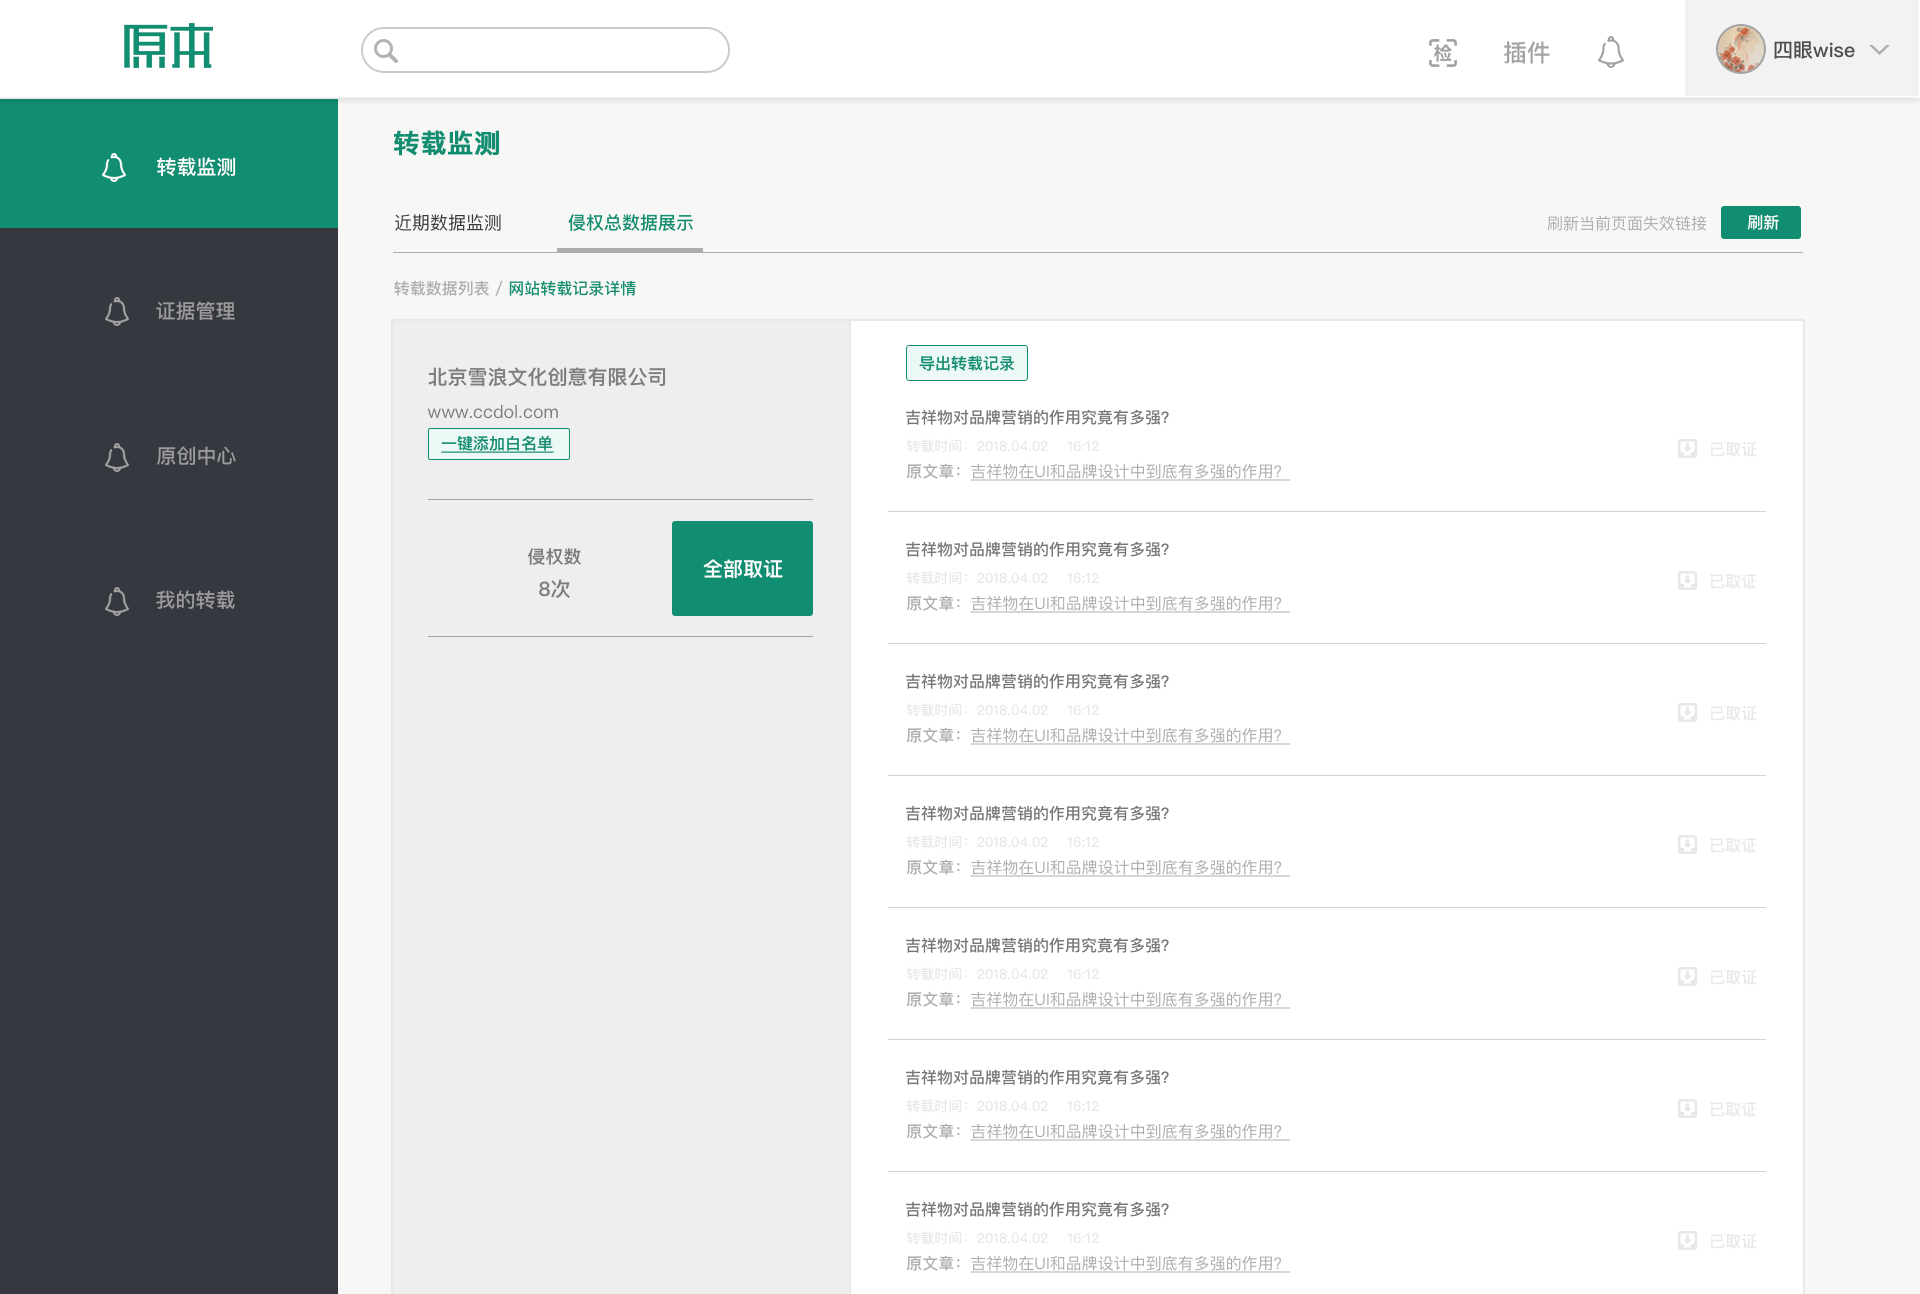 原本
检
插件
四眼wise
转载监测
证据管理
原创中心
我的转载
转载监测
近期数据监测
侵权总数据展示
刷新当前页面失效链接
刷新
转载数据列表 / 网站转载记录详情
北京雪浪文化创意有限公司
www.ccdol.com
一键添加白名单
侵权数
8次
全部取证
导出转载记录
吉祥物对品牌营销的作用究竟有多强?
转载时间：2018.04.02 16:12
原文章：吉祥物在UI和品牌设计中到底有多强的作用?
已取证
吉祥物对品牌营销的作用究竟有多强?
转载时间：2018.04.02 16:12
原文章：吉祥物在UI和品牌设计中到底有多强的作用?
已取证
吉祥物对品牌营销的作用究竟有多强?
转载时间：2018.04.02 16:12
原文章：吉祥物在UI和品牌设计中到底有多强的作用?
已取证
吉祥物对品牌营销的作用究竟有多强?
转载时间：2018.04.02 16:12
原文章：吉祥物在UI和品牌设计中到底有多强的作用?
已取证
吉祥物对品牌营销的作用究竟有多强?
转载时间：2018.04.02 16:12
原文章：吉祥物在UI和品牌设计中到底有多强的作用?
已取证
吉祥物对品牌营销的作用究竟有多强?
转载时间：2018.04.02 16:12
原文章：吉祥物在UI和品牌设计中到底有多强的作用?
已取证
吉祥物对品牌营销的作用究竟有多强?
转载时间：2018.04.02 16:12
原文章：吉祥物在UI和品牌设计中到底有多强的作用?
已取证